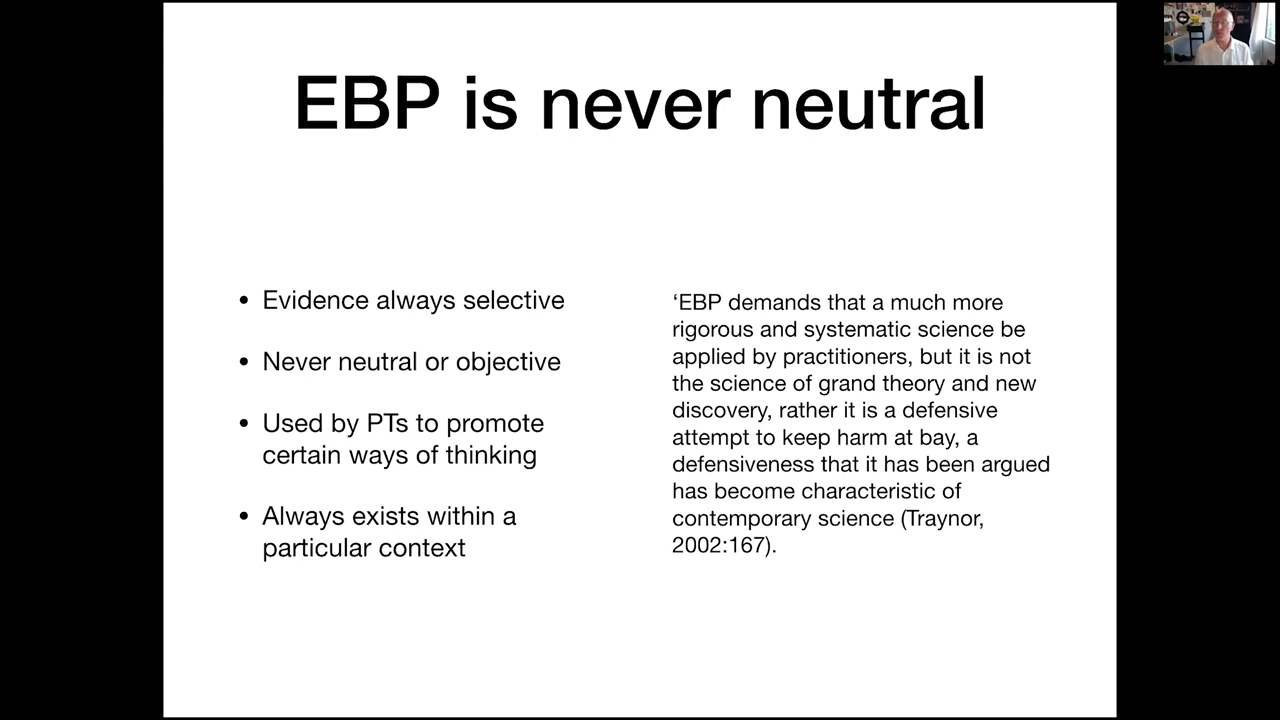 EBP is never neutral
• Evidence always selective
• Never neutral or objective
• Used by PTs to promote
certain ways of thinking
• Always exists within a
particular context
‘EBP demands that a much more
rigorous and systematic science be
applied by practitioners, but it is not
the science of grand theory and new
discovery, rather it is a defensive
attempt to keep harm at bay, a
defensiveness that it has been argued
has become characteristic of
contemporary science (Traynor,
2002:167).